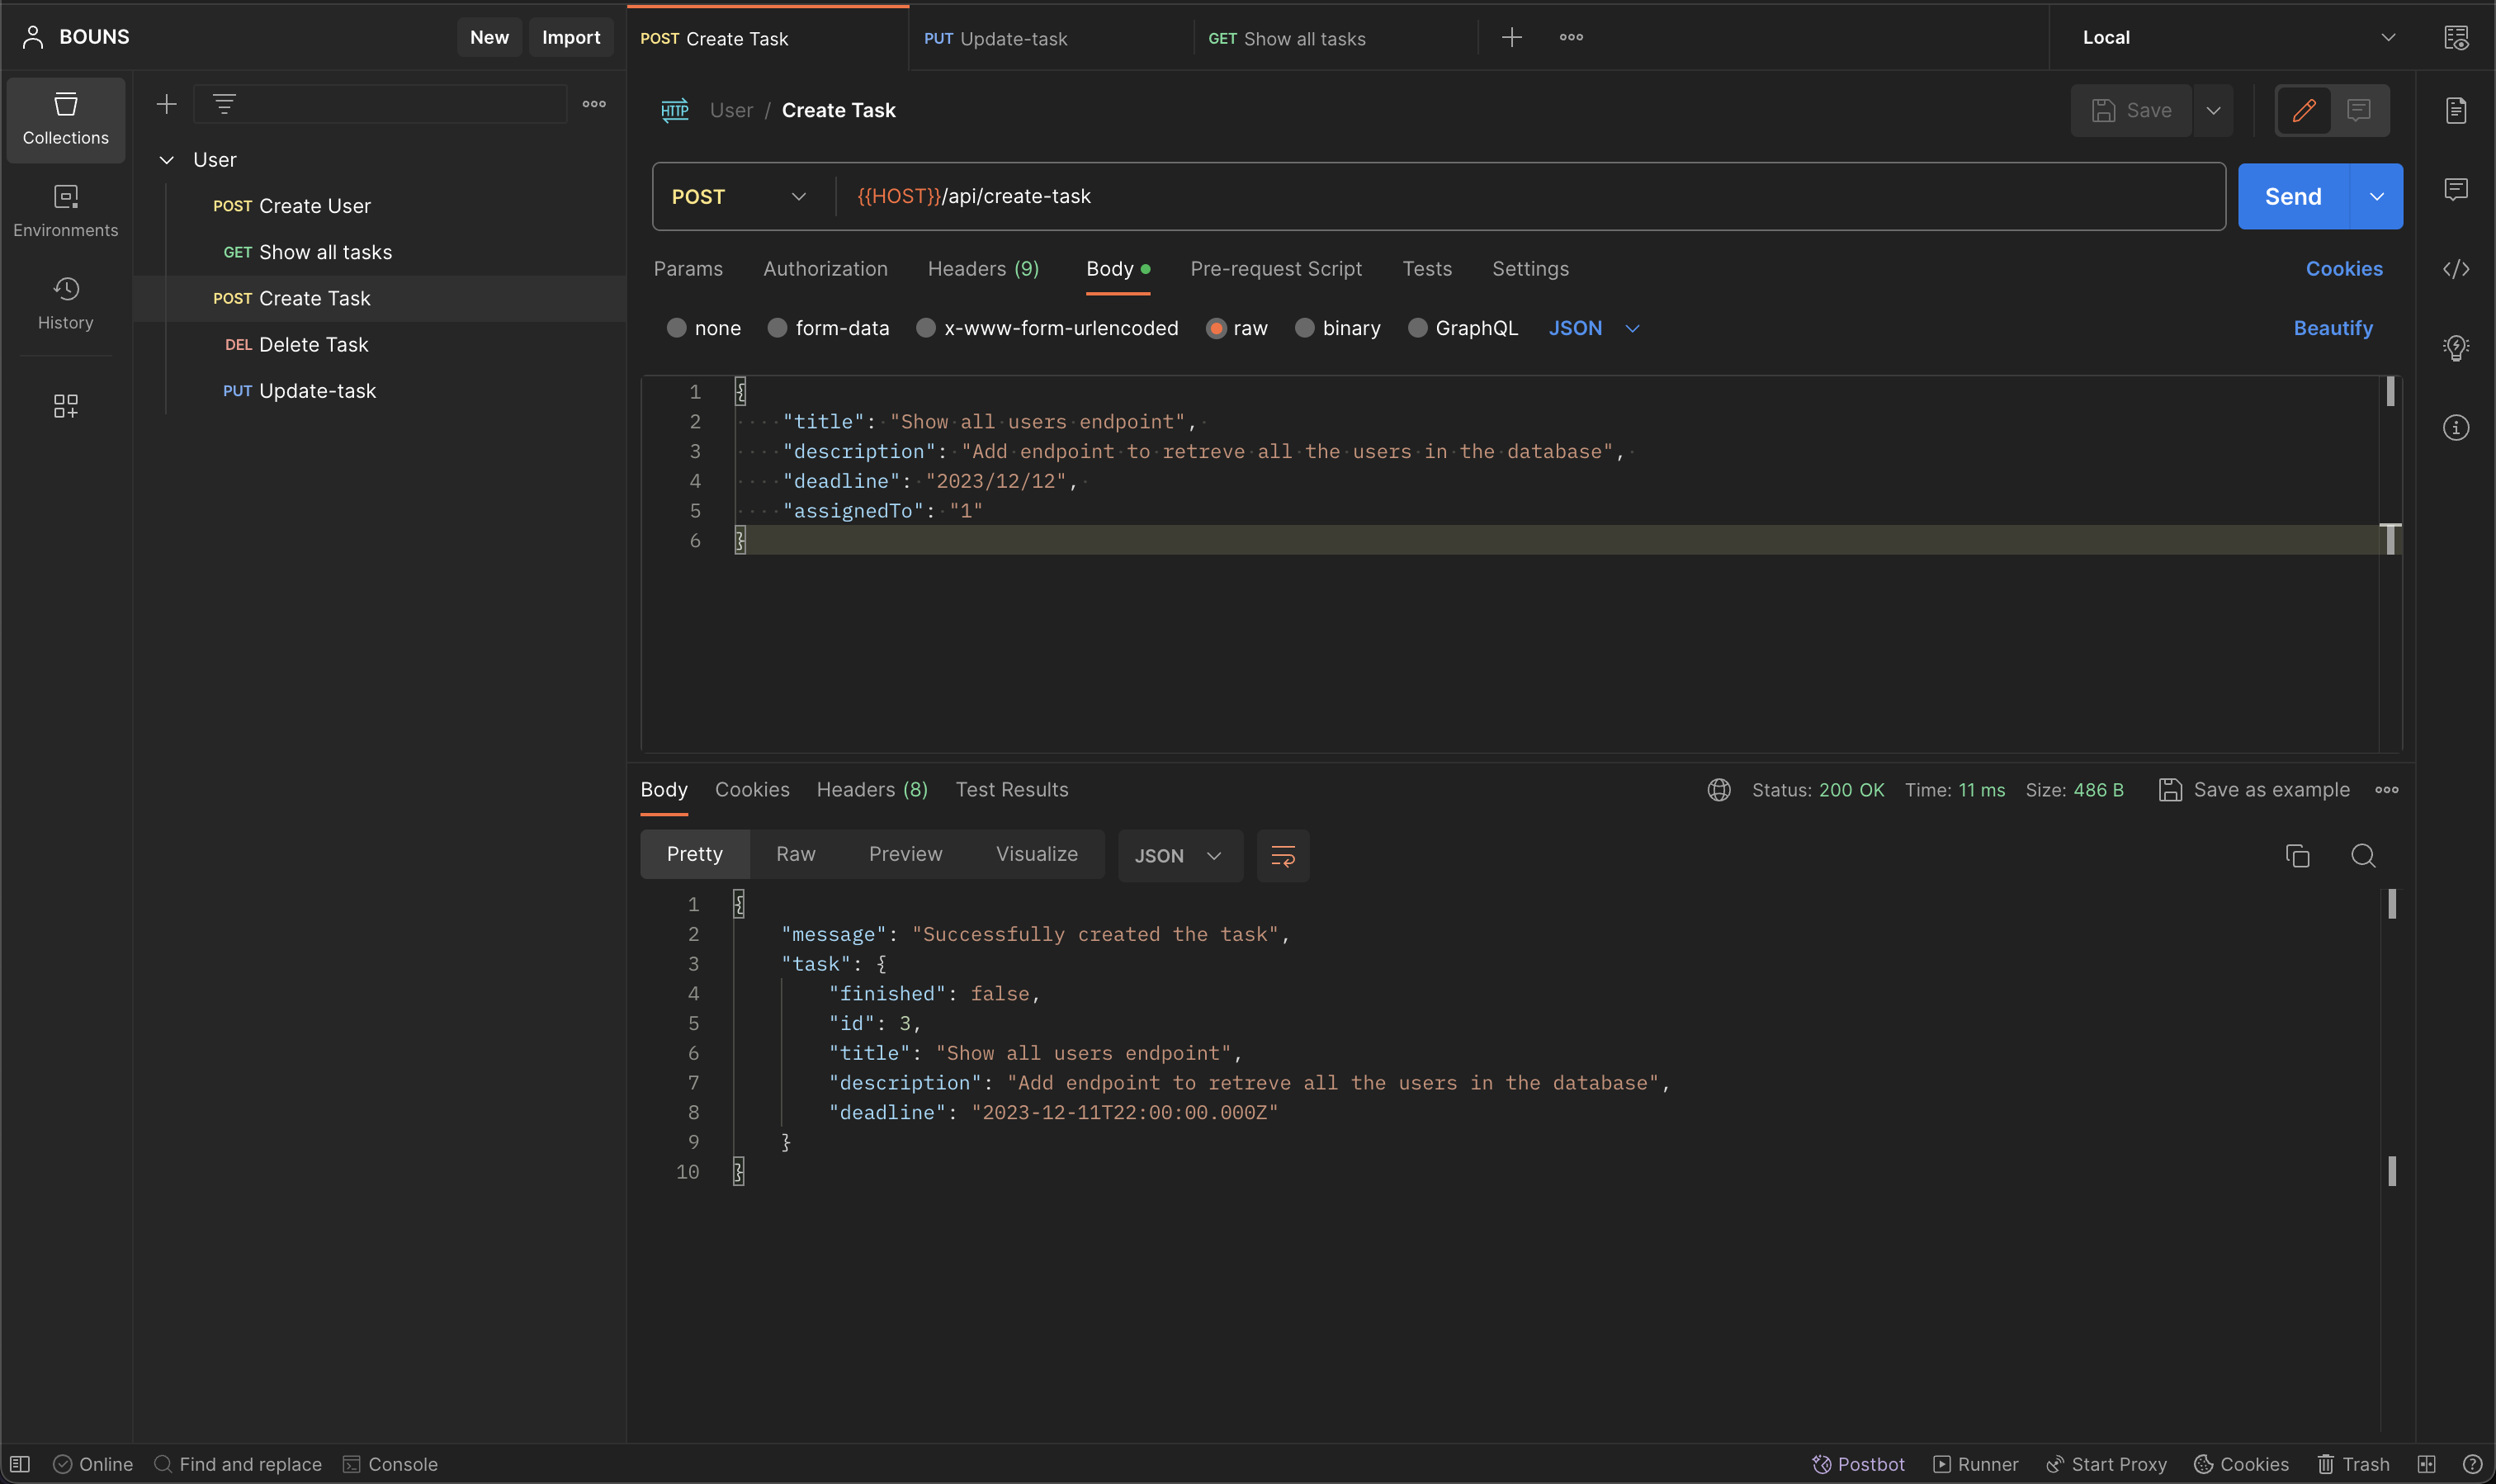 BOUNS
New
Import
POST Create Task
PUT Update-task
GET Show all tasks
Local
Collections
Environments
History
User
POST Create User
GET Show all tasks
POST Create Task
DEL Delete Task
PUT Update-task
HTTP User / Create Task
Save
POST
{{HOST}}/api/create-task
Send
Params Authorization Headers (9) Body Pre-request Script Tests Settings Cookies
none form-data x-www-form-urlencoded raw binary GraphQL JSON Beautify
1 {
2 "title": "Show all users endpoint",
3 "description": "Add endpoint to retreve all the users in the database",
4 "deadline": "2023/12/12",
5 "assignedTo": "1"
6 }
Body Cookies Headers (8) Test Results Status: 200 OK Time: 11 ms Size: 486 B Save as example
Pretty Raw Preview Visualize JSON
1 {
2 "message": "Successfully created the task",
3 "task": {
4 "finished": false,
5 "id": 3,
6 "title": "Show all users endpoint",
7 "description": "Add endpoint to retreve all the users in the database",
8 "deadline": "2023-12-11T22:00:00.000Z"
9 }
10 }
Online Find and replace Console Postbot Runner Start Proxy Cookies Trash